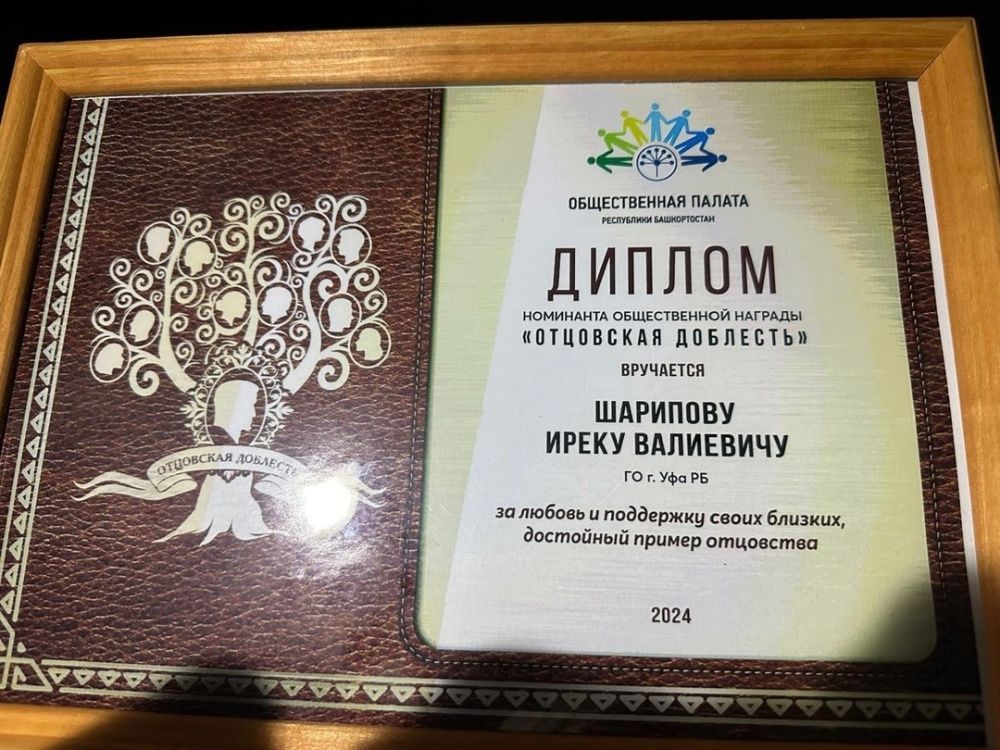 ОТЦОВСКАЯ ДОБЛЕСТЬ
ОБЩЕСТВЕННАЯ ПАЛАТА
РЕСПУБЛИКИ БАШКОРТОСТАН
ДИПЛОМ
НОМИНАНТА ОБЩЕСТВЕННОЙ НАГРАДЫ
«ОТЦОВСКАЯ ДОБЛЕСТЬ»
ВРУЧАЕТСЯ
ШАРИПОВУ
ИРЕКУ ВАЛИЕВИЧУ
ГО г. Уфа РБ
за любовь и поддержку своих близких,
достойный пример отцовства
2024